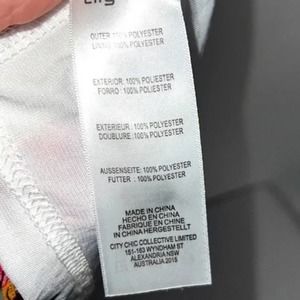 OUTER: 100% POLYESTER
LINING: 100% POLYESTER
EXTERIOR: 100% POLIESTER
FORRO: 100% POLIESTER
EXTERIEUR: 100% POLYESTER
DOUBLURE: 100% POLYESTER
AUSSENSEITE: 100% POLYESTER
FUTTER: 100% POLYESTER
MADE IN CHINA
HECHO EN CHINA
FABRIQUE EN CHINE
IN CHINA HERGESTELLT
CITY CHIC COLLECTIVE LIMITED
151-163 WYNDHAM ST
ALEXANDRIA NSW
AUSTRALIA 2015